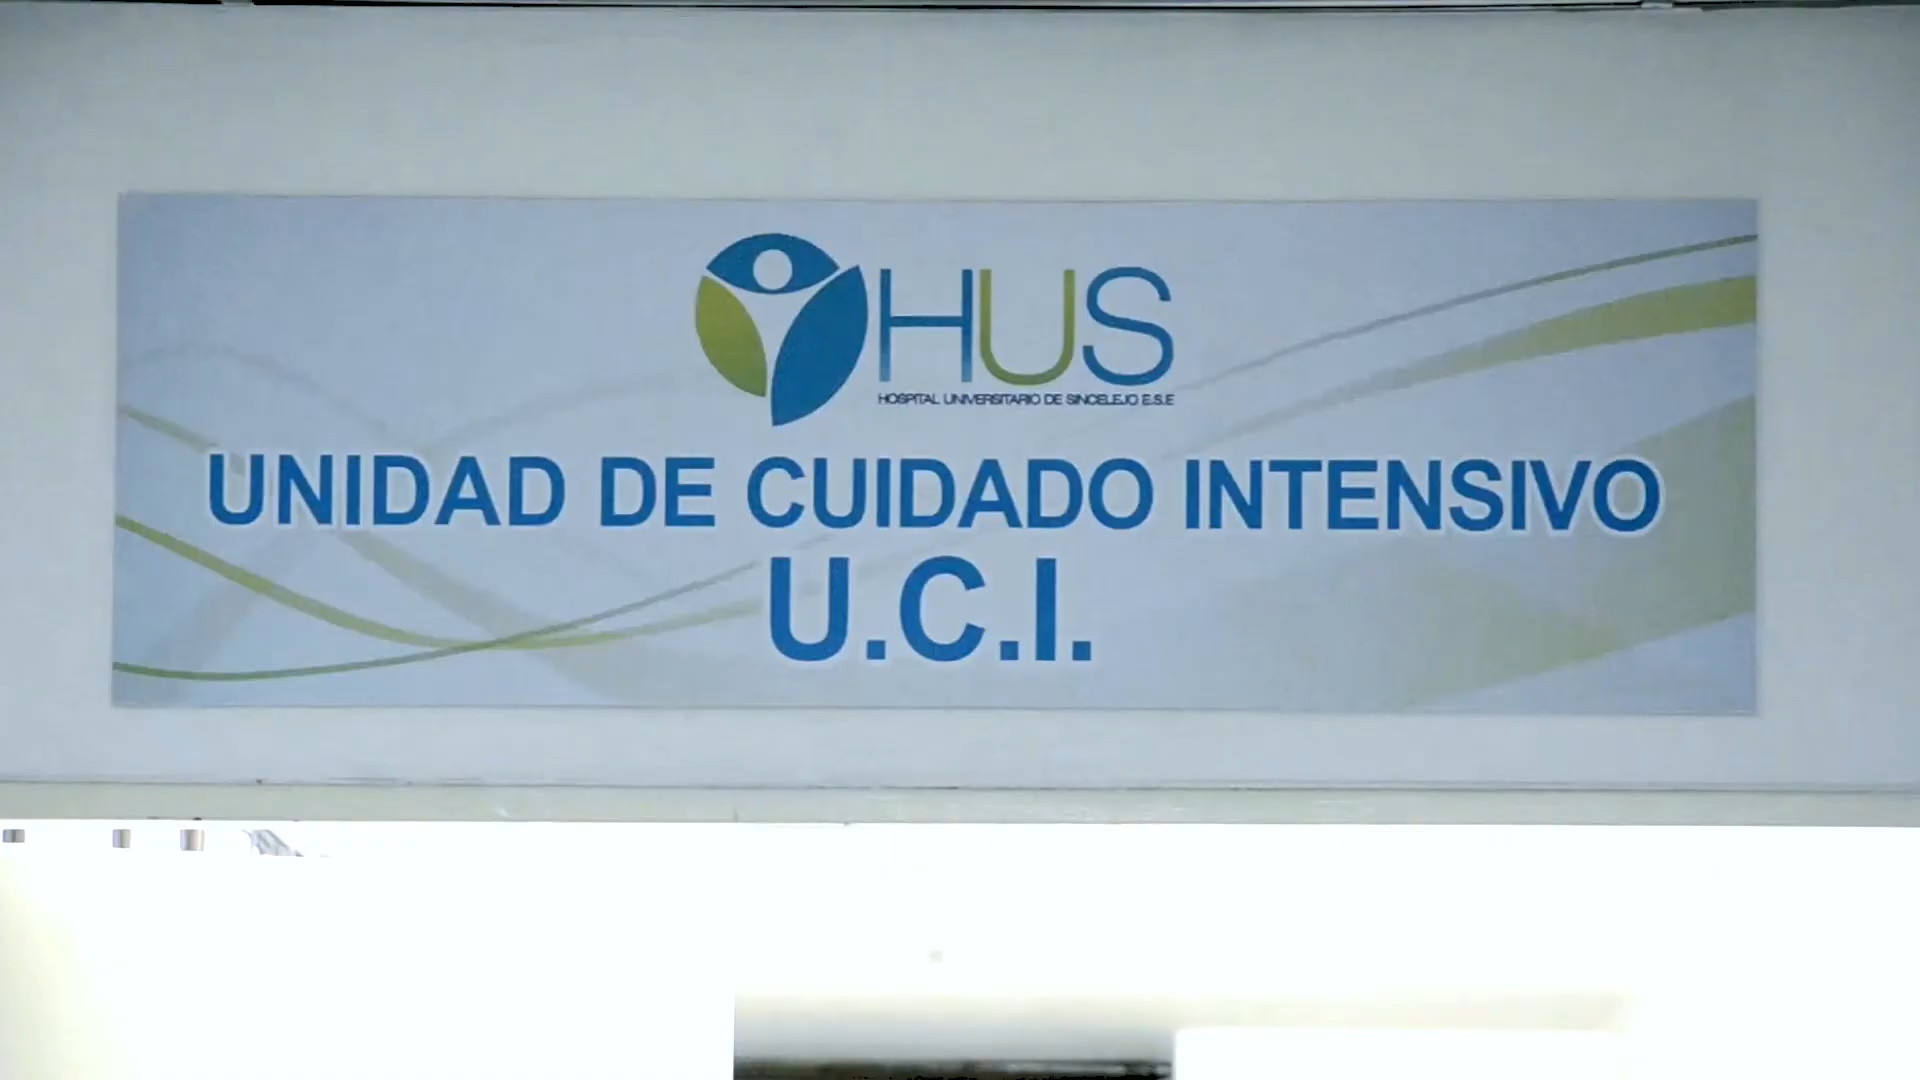 HUS
HOSPITAL UNIVERSITARIO DE SINCELEJO E.S.E
UNIDAD DE CUIDADO INTENSIVO
U.C.I.